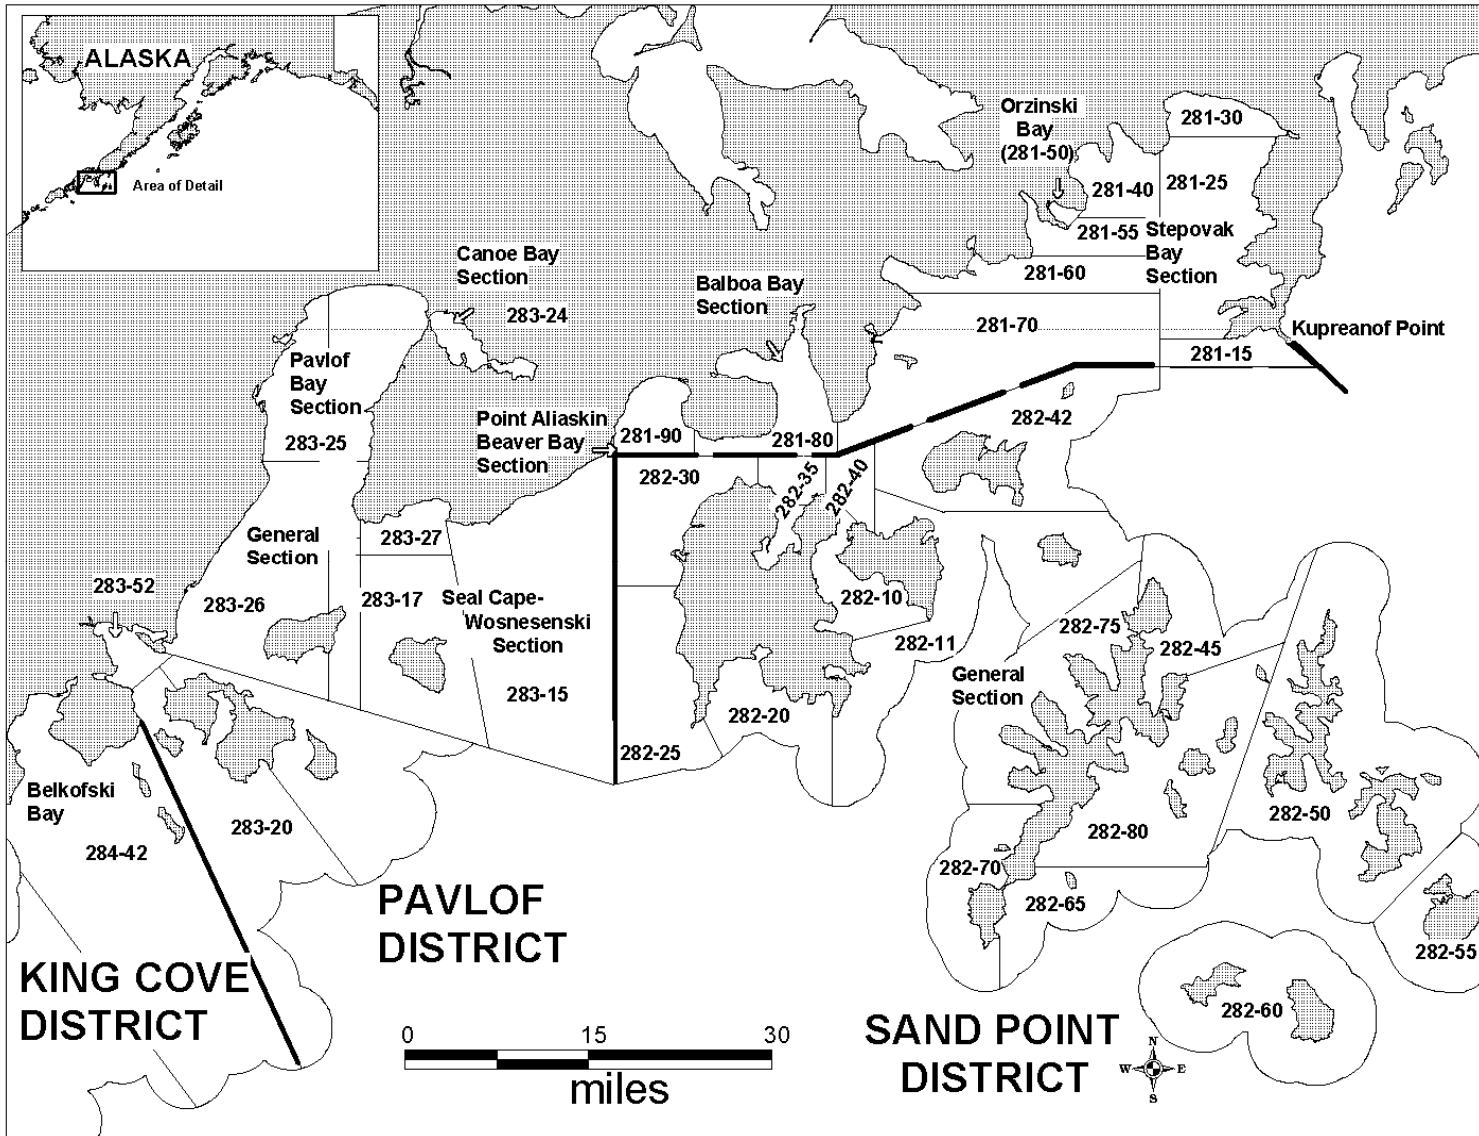 ALASKA
Area of Detail
Orzinski
Bay
(281-50)
281-30
281-40
281-25
281-55
Stepovak
Bay
Section
281-60
281-70
Kupreanof Point
281-15
Canoe Bay
Section
283-24
Balboa Bay
Section
Pavlof
Bay
Section
283-25
Point Aliaskin
Beaver Bay
Section
281-90
281-80
282-42
282-30
282-35
282-40
General
Section
283-27
283-52
283-26
283-17
Seal Cape-
Wosnesenski
Section
283-15
282-10
282-11
282-75
282-45
General
Section
282-20
282-25
Belkofski
Bay
284-42
283-20
282-80
282-50
282-70
282-65
282-55
282-60
PAVLOF
DISTRICT
KING COVE
DISTRICT
SAND POINT
DISTRICT
0 15 30
miles
N
W E
S